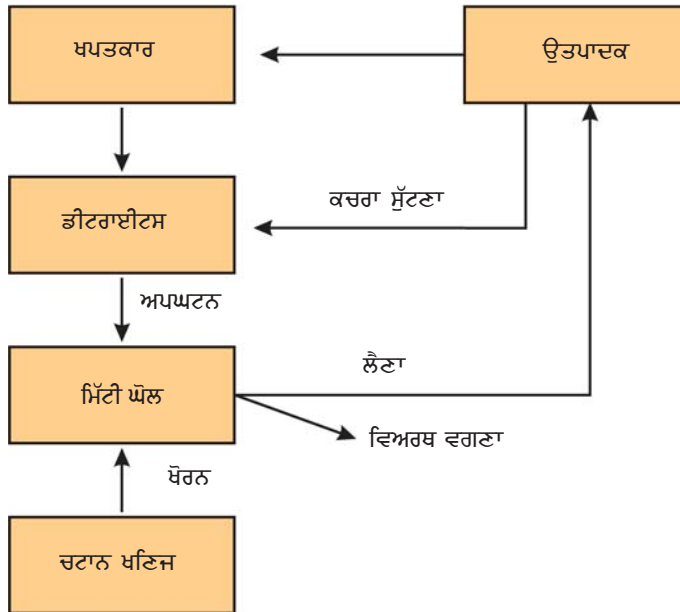 ਖਪਤਕਾਰ
ਉਤਪਾਦਕ
ਡੀਟਰਾਈਟਸ
ਕਚਰਾ ਸੁੱਟਣਾ
ਅਪਘਟਨ
ਮਿੱਟੀ ਘੋਲ
ਲੈਣਾ
ਵਿਅਰਥ ਵਗਣਾ
ਖੋਰਨ
ਚਟਾਨ ਖਣਿਜ